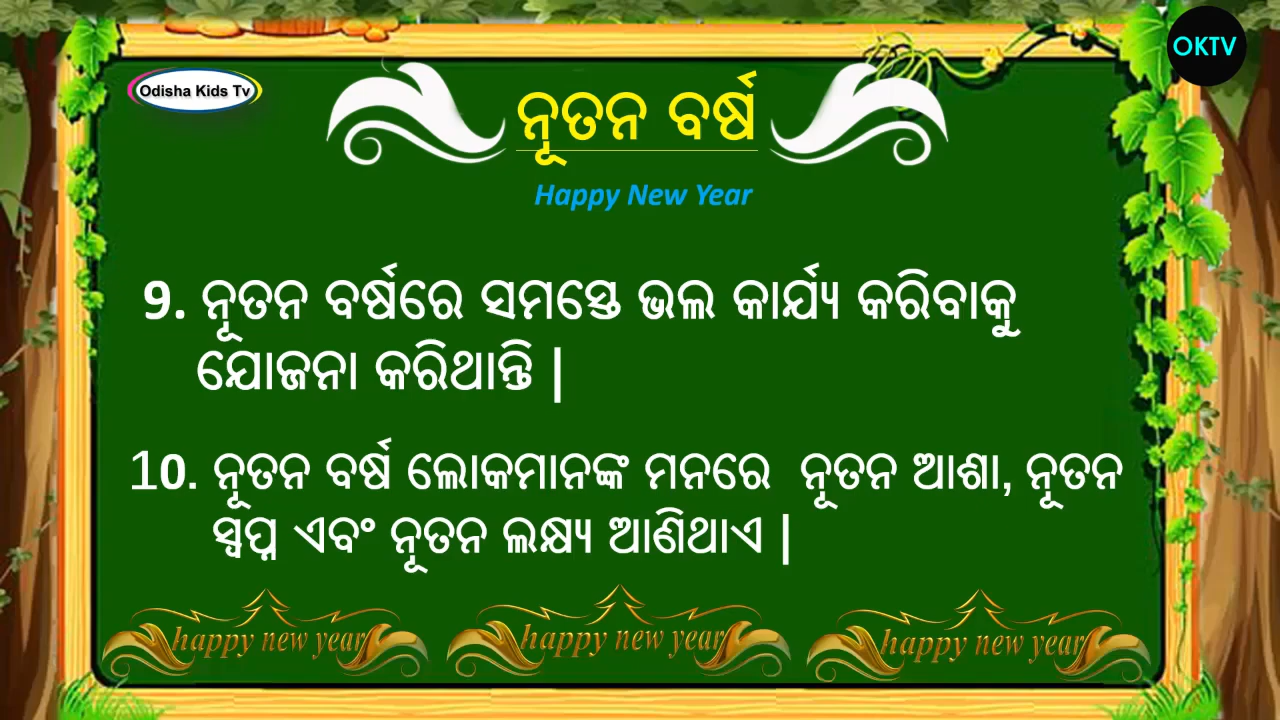 OKTV
Odisha Kids Tv
ନୂତନ ବର୍ଷ
Happy New Year
9. ନୂତନ ବର୍ଷରେ ସମସ୍ତେ ଭଲ କାର୍ଯ୍ୟ କରିବାକୁ
ଯୋଜନା କରିଥାନ୍ତି |
10. ନୂତନ ବର୍ଷ ଲୋକମାନଙ୍କ ମନରେ ନୂତନ ଆଶା, ନୂତନ
ସ୍ୱପ୍ନ ଏବଂ ନୂତନ ଲକ୍ଷ୍ୟ ଆଣିଥାଏ |
happy new year
happy new year
happy new year